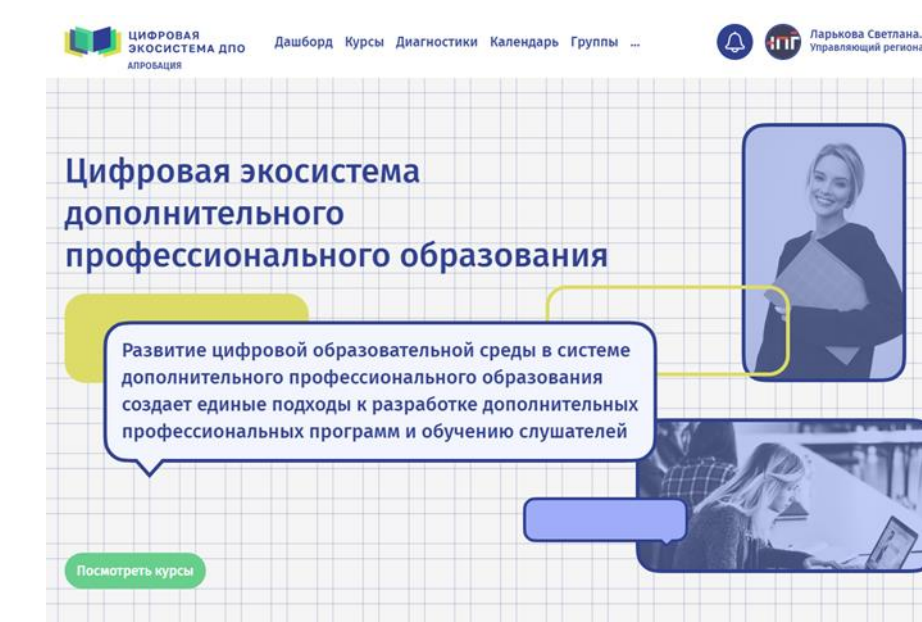 ЦИФРОВАЯ
ЭКОСИСТЕМА ДПО
АПРОБАЦИЯ
Дашборд Курсы Диагностики Календарь Группы ...
Ларькова Светлана.
Управляющий региона
Цифровая экосистема
дополнительного
профессионального образования
Развитие цифровой образовательной среды в системе
дополнительного профессионального образования
создает единые подходы к разработке дополнительных
профессиональных программ и обучению слушателей
Посмотреть курсы